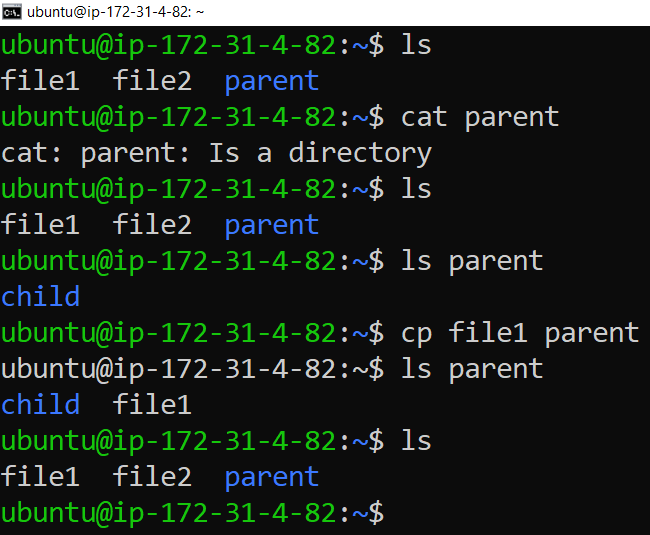 ubuntu@ip-172-31-4-82: ~
ubuntu@ip-172-31-4-82:~$ ls
file1  file2  parent
ubuntu@ip-172-31-4-82:~$ cat parent
cat: parent: Is a directory
ubuntu@ip-172-31-4-82:~$ ls
file1  file2  parent
ubuntu@ip-172-31-4-82:~$ ls parent
child
ubuntu@ip-172-31-4-82:~$ cp file1 parent
ubuntu@ip-172-31-4-82:~$ ls parent
child  file1
ubuntu@ip-172-31-4-82:~$ ls
file1  file2  parent
ubuntu@ip-172-31-4-82:~$